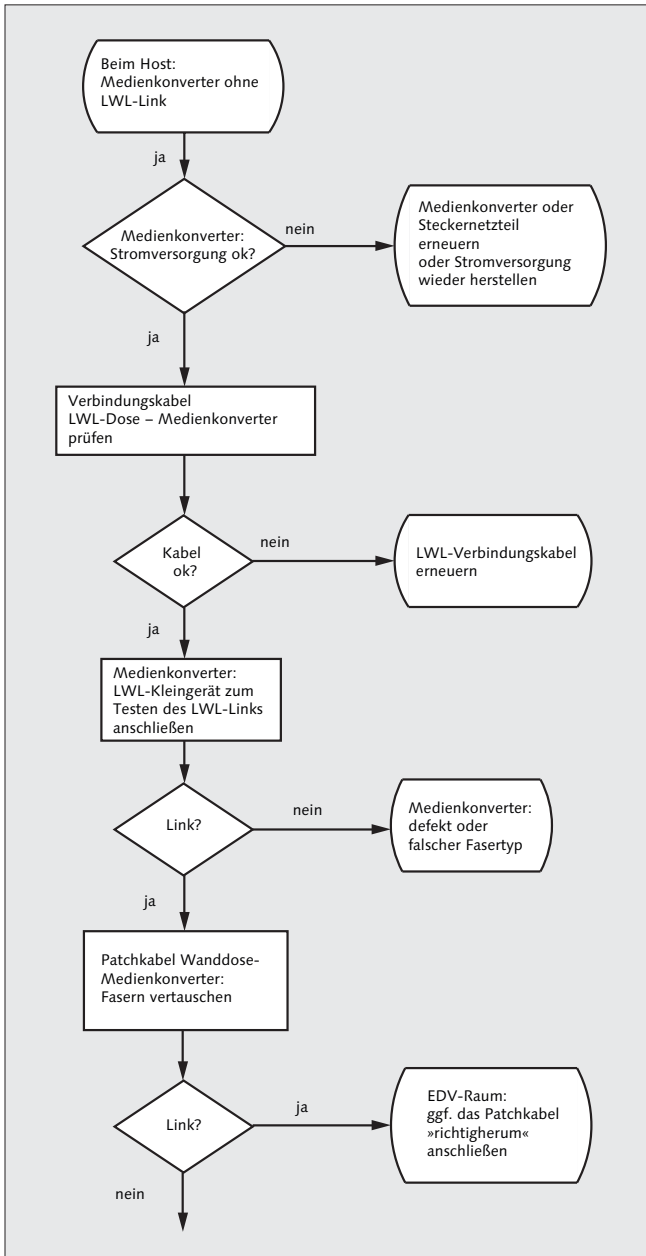 Beim Host:
Medienkonverter ohne
LWL-Link
ja
Medienkonverter:
Stromversorgung ok?
nein
Medienkonverter oder
Steckernetzteil
erneuern
oder Stromversorgung
wieder herstellen
ja
Verbindungskabel
LWL-Dose – Medienkonverter
prüfen
Kabel
ok?
nein
LWL-Verbindungskabel
erneuern
ja
Medienkonverter:
LWL-Kleingerät zum
Testen des LWL-Links
anschließen
Link?
nein
Medienkonverter:
defekt oder
falscher Fasertyp
ja
Patchkabel Wanddose-
Medienkonverter:
Fasern vertauschen
Link?
ja
EDV-Raum:
ggf. das Patchkabel
»richtigherum«
anschließen
nein